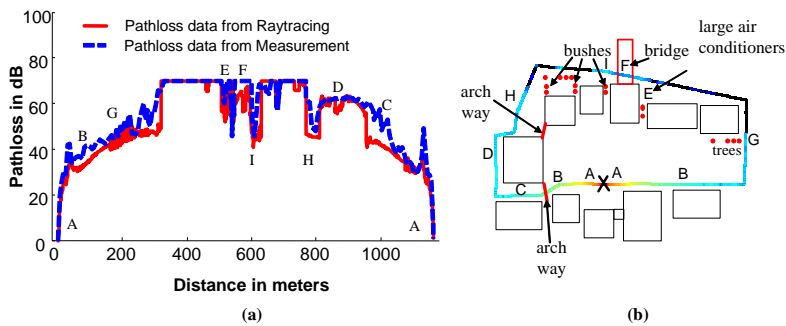 (a)
100
80
60
40
20
0
Pathloss in dB
Pathloss data from Raytracing
Pathloss data from Measurement
A
B
G
E
F
I
H
D
C
A
0
200
400
600
800
1000
Distance in meters
(a)
(b)
large air
conditioners
bushes
bridge
I
F
E
arch
way
H
D
G
trees
A
A
B
B
C
arch
way
(b)